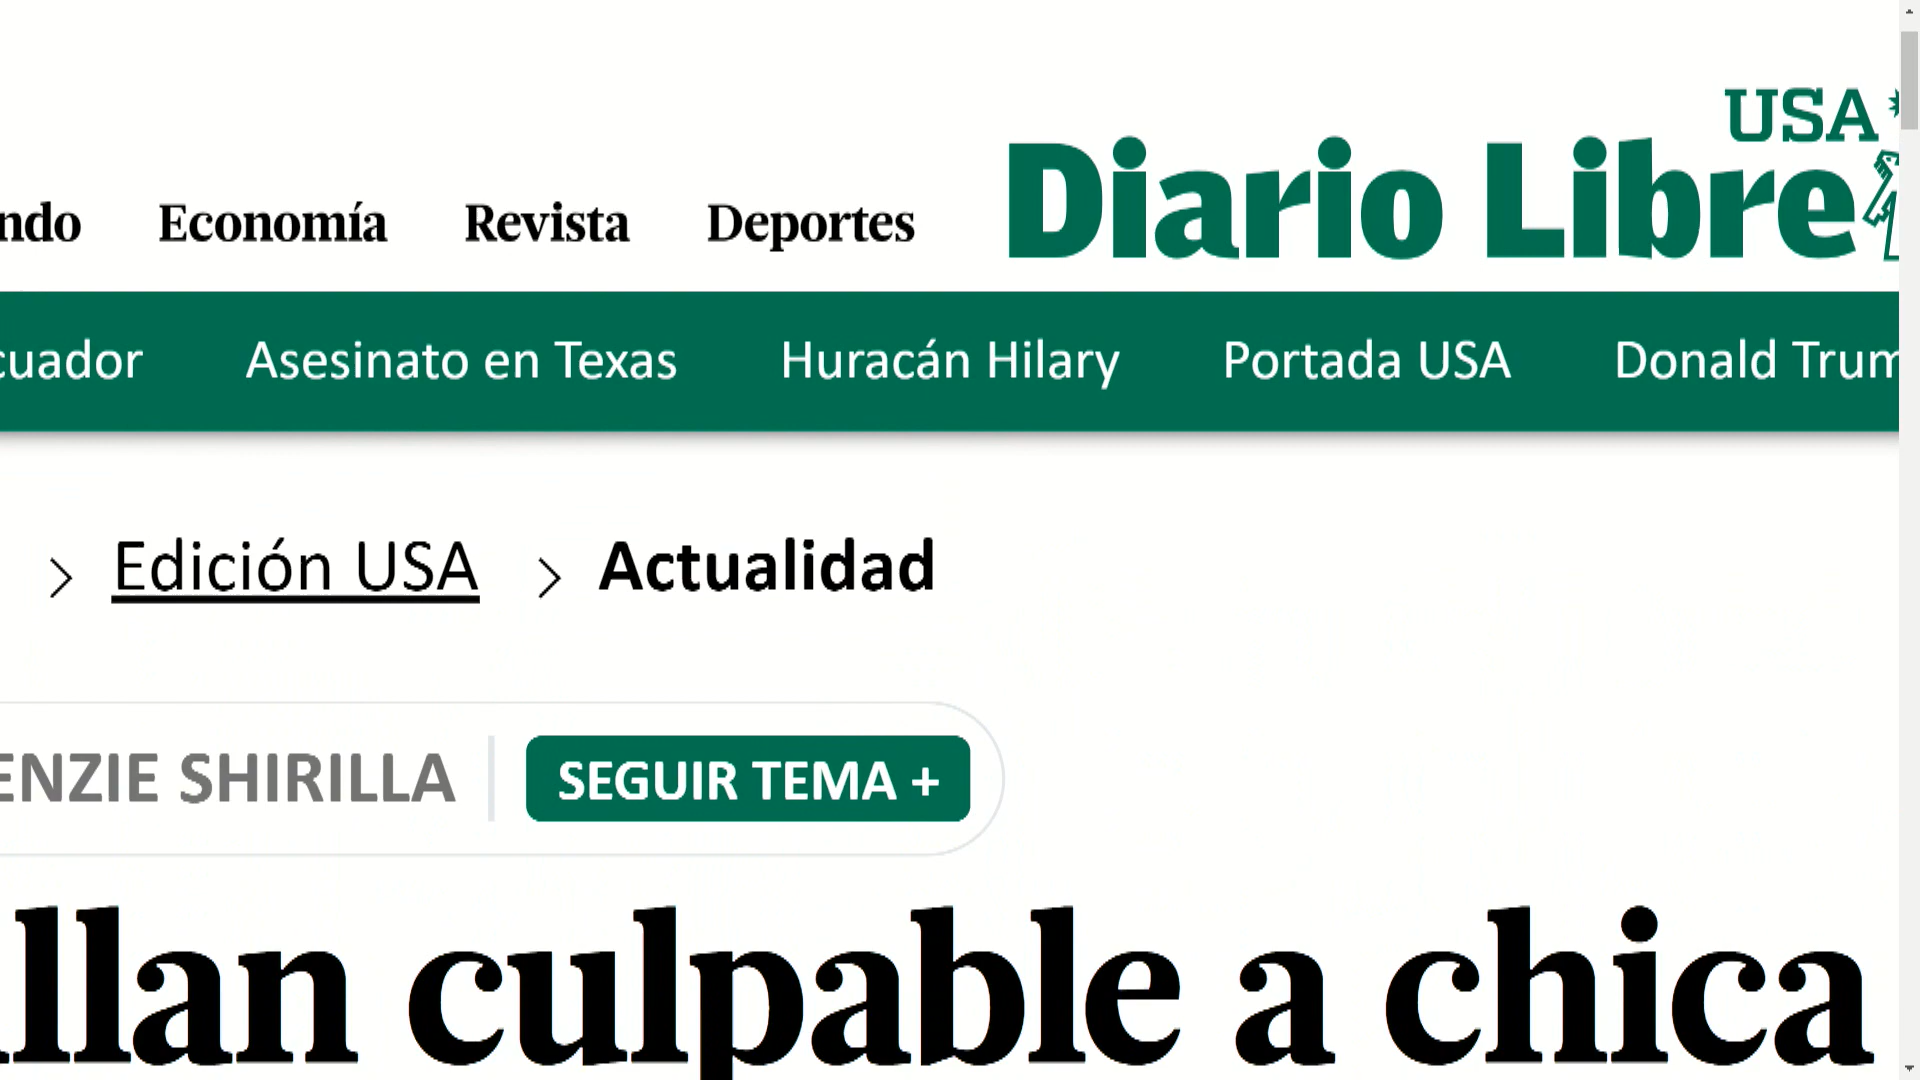 USA
ndo Economía Revista Deportes Diario Libre
cuador Asesinato en Texas Huracán Hilary Portada USA Donald Trum
> Edición USA > Actualidad
ENZIE SHIRILLA SEGUIR TEMA +
llan culpable a chica